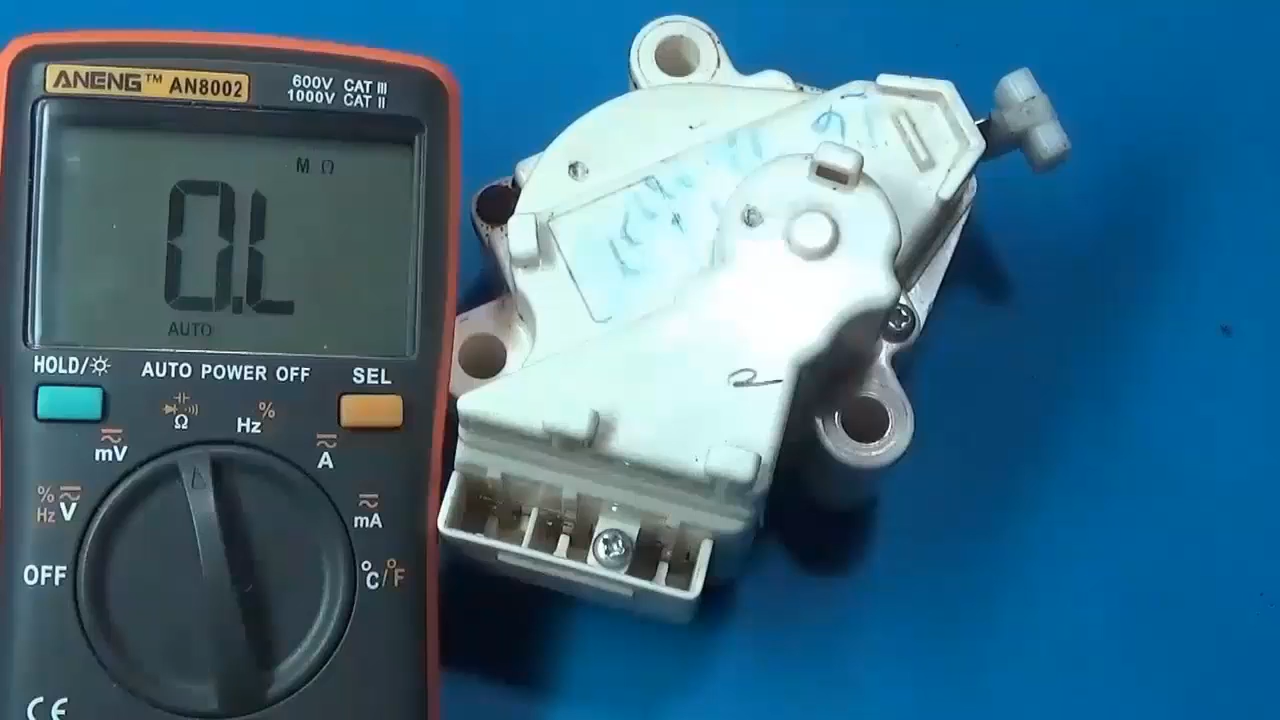 ANENG™ AN8002
600V CAT III
1000V CAT II
M Ω
0.L
AUTO
HOLD/
AUTO POWER OFF
SEL
Ω
Hz%
mV
A
%
Hz V
mA
OFF
°C/°F
CE